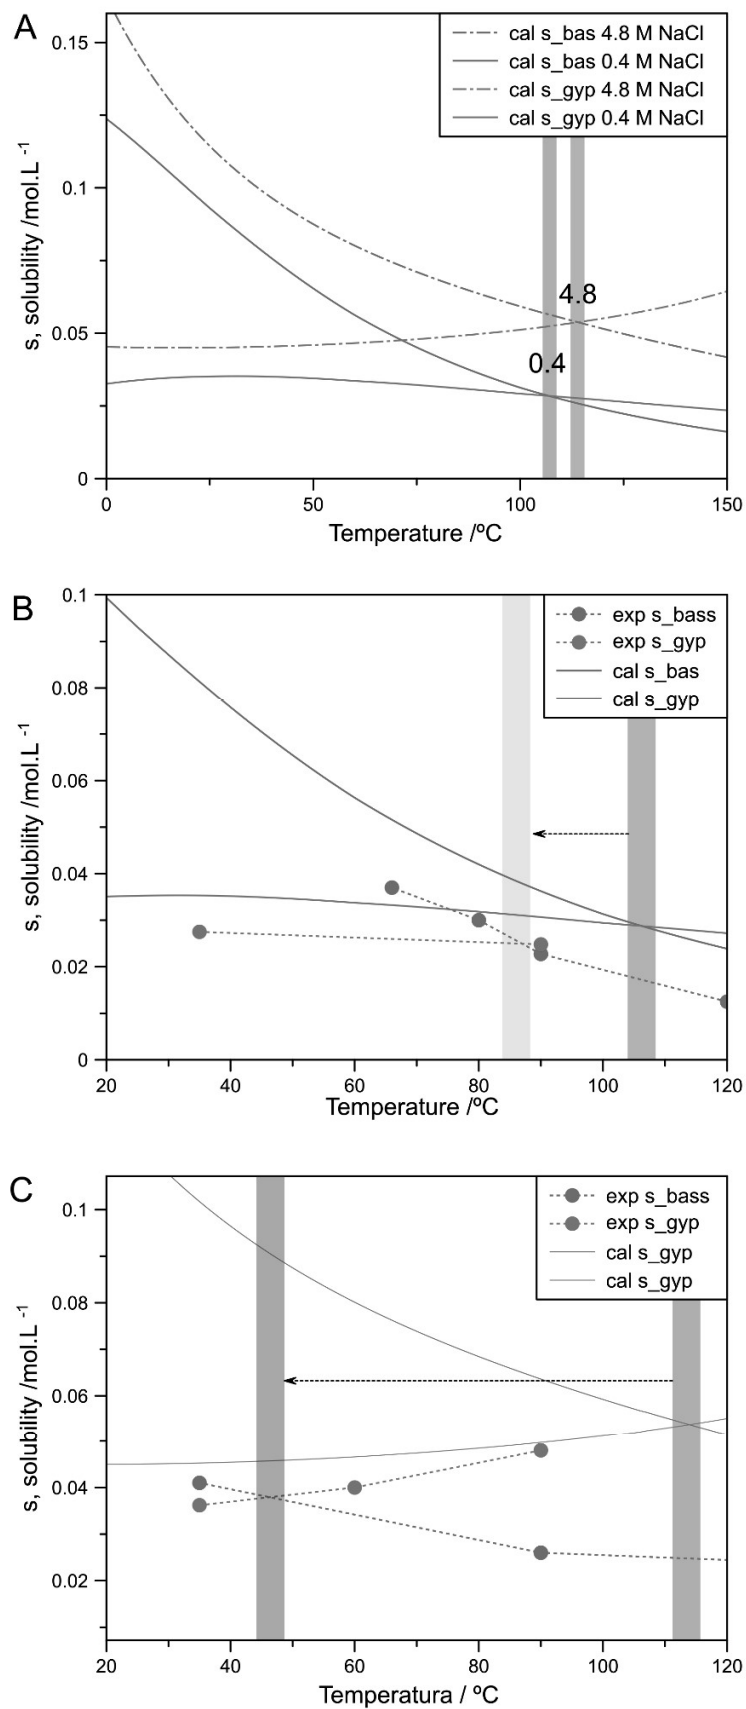 A
cal s_bas 4.8 M NaCl
cal s_bas 0.4 M NaCl
cal s_gyp 4.8 M NaCl
cal s_gyp 0.4 M NaCl
s, solubility /mol.L -1
0.15
0.1
0.05
0
4.8
0.4
0 50 100 150
Temperature /ºC
B
exp s_bass
exp s_gyp
cal s_bas
cal s_gyp
s, solubility /mol.L -1
0.1
0.08
0.06
0.04
0.02
0
20 40 60 80 100 120
Temperature /ºC
C
exp s_bass
exp s_gyp
cal s_gyp
cal s_gyp
s, solubility /mol.L -1
0.1
0.08
0.06
0.04
0.02
20 40 60 80 100 120
Temperatura / ºC